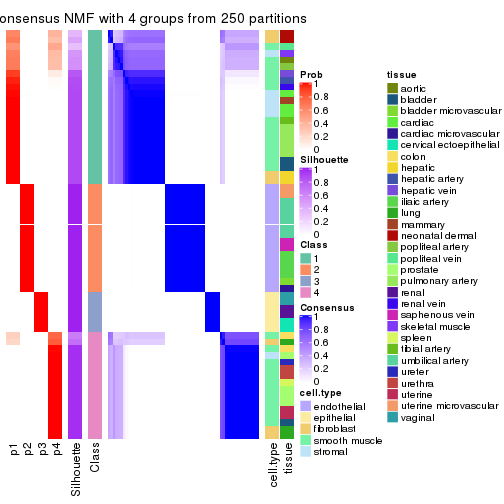 onsensus NMF with 4 groups from 250 partitions
Prob
1
0.8
0.6
0.4
0.2
0
Silhouette
1
0.8
0.6
0.4
0.2
0
Class
1
2
3
4
Consensus
1
0.8
0.6
0.4
0.2
0
cell.type
endothelial
epithelial
fibroblast
smooth muscle
stromal
tissue
aortic
bladder
bladder microvascular
cardiac
cardiac microvascular
cervical ectoepithelial
colon
hepatic
hepatic artery
hepatic vein
iliaic artery
lung
mammary
neonatal dermal
popliteal artery
popliteal vein
prostate
pulmonary artery
renal
renal vein
saphenous vein
skeletal muscle
spleen
tibial artery
umbilical artery
ureter
urethra
uterine
uterine microvascular
vaginal
p1
p2
p3
p4
Silhouette
Class
cell.type
tissue